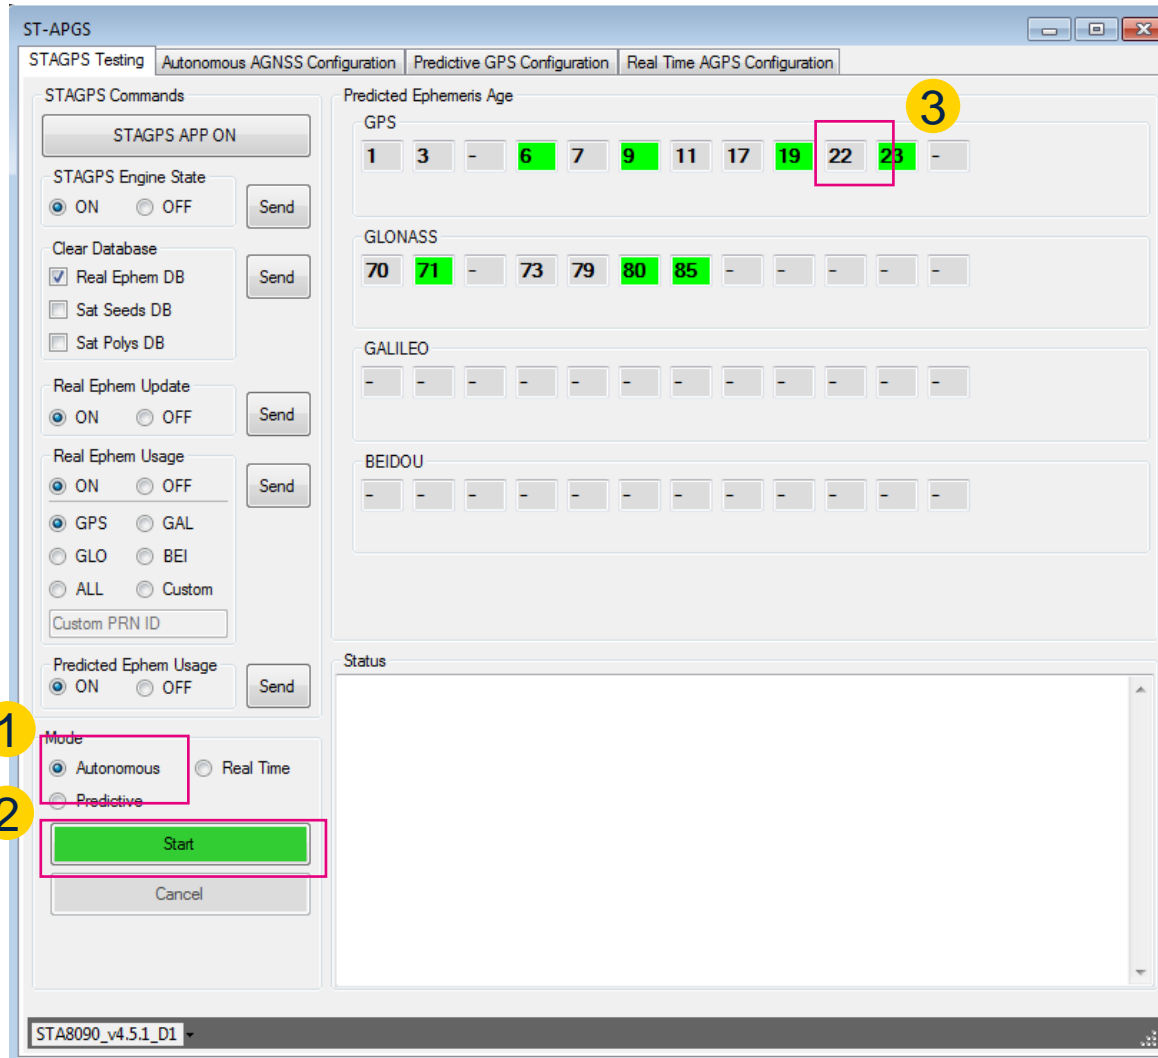 ST-APGS
STAGPS Testing Autonomous AGNSS Configuration Predictive GPS Configuration Real Time AGPS Configuration
STAGPS Commands
STAGPS APP ON
STAGPS Engine State
ON OFF Send
Clear Database
Real Ephem DB Send
Sat Seeds DB
Sat Polys DB
Real Ephem Update
ON OFF Send
Real Ephem Usage
ON OFF Send
GPS GAL
GLO BEI
ALL Custom
Custom PRN ID
Predicted Ephem Usage
ON OFF Send
1
Mode
Autonomous Real Time
Predictive
2
Start
Cancel
Predicted Ephemeris Age
3
GPS
1 3 - 6 7 9 11 17 19 22 23 -
GLONASS
70 71 - 73 79 80 85 - - - - -
GALILEO
- - - - - - - - - - - -
BEIDOU
- - - - - - - - - - - -
Status
STA8090_v4.5.1_D1